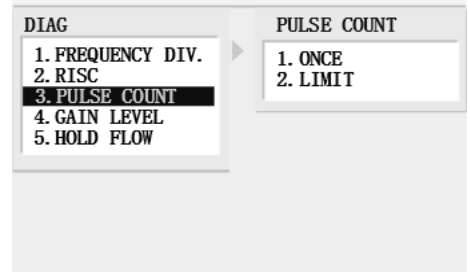 DIAG
1. FREQUENCY DIV.
2. RISC
3. PULSE COUNT
4. GAIN LEVEL
5. HOLD FLOW
PULSE COUNT
1. ONCE
2. LIMIT